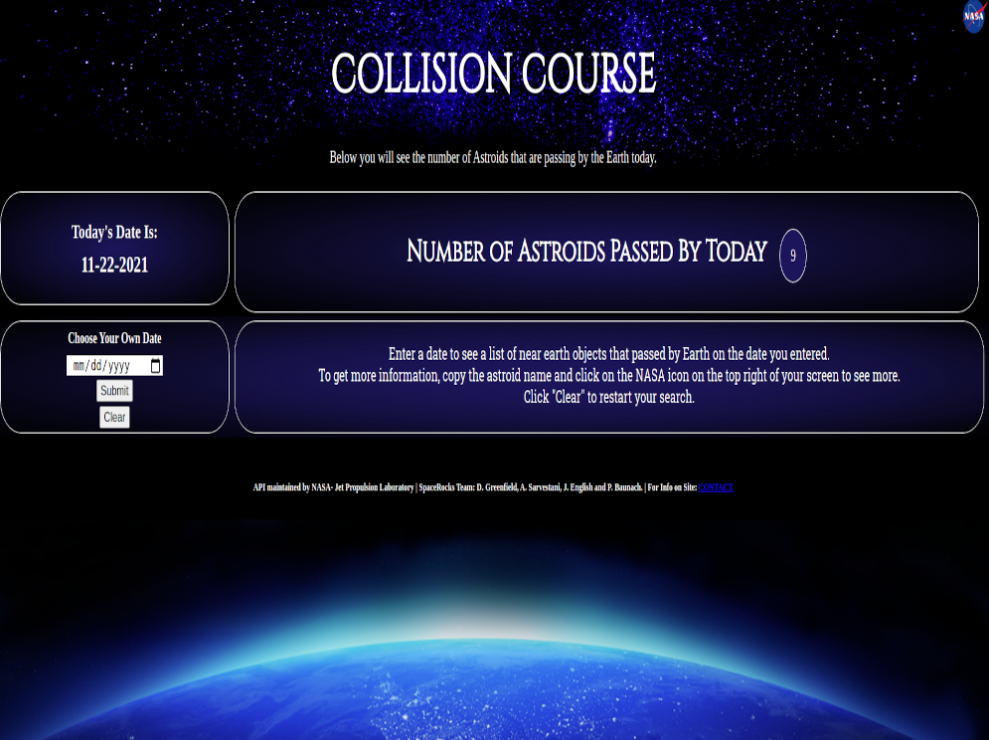 NASA
COLLISION COURSE
Below you will see the number of Astroids that are passing by the Earth today.
Today's Date Is:
11-22-2021
Number of Astroids Passed By Today 9
Choose Your Own Date
mm/dd/yyyy
Submit
Clear
Enter a date to see a list of near earth objects that passed by Earth on the date you entered.
To get more information, copy the astroid name and click on the NASA icon on the top right of your screen to see more.
Click "Clear" to restart your search.
API maintained by NASA- Jet Propulsion Laboratory | SpaceRocks Team: D. Greenfield, A. Sarvestani, J. English and P. Baunach. | For Info on Site: CONTACT